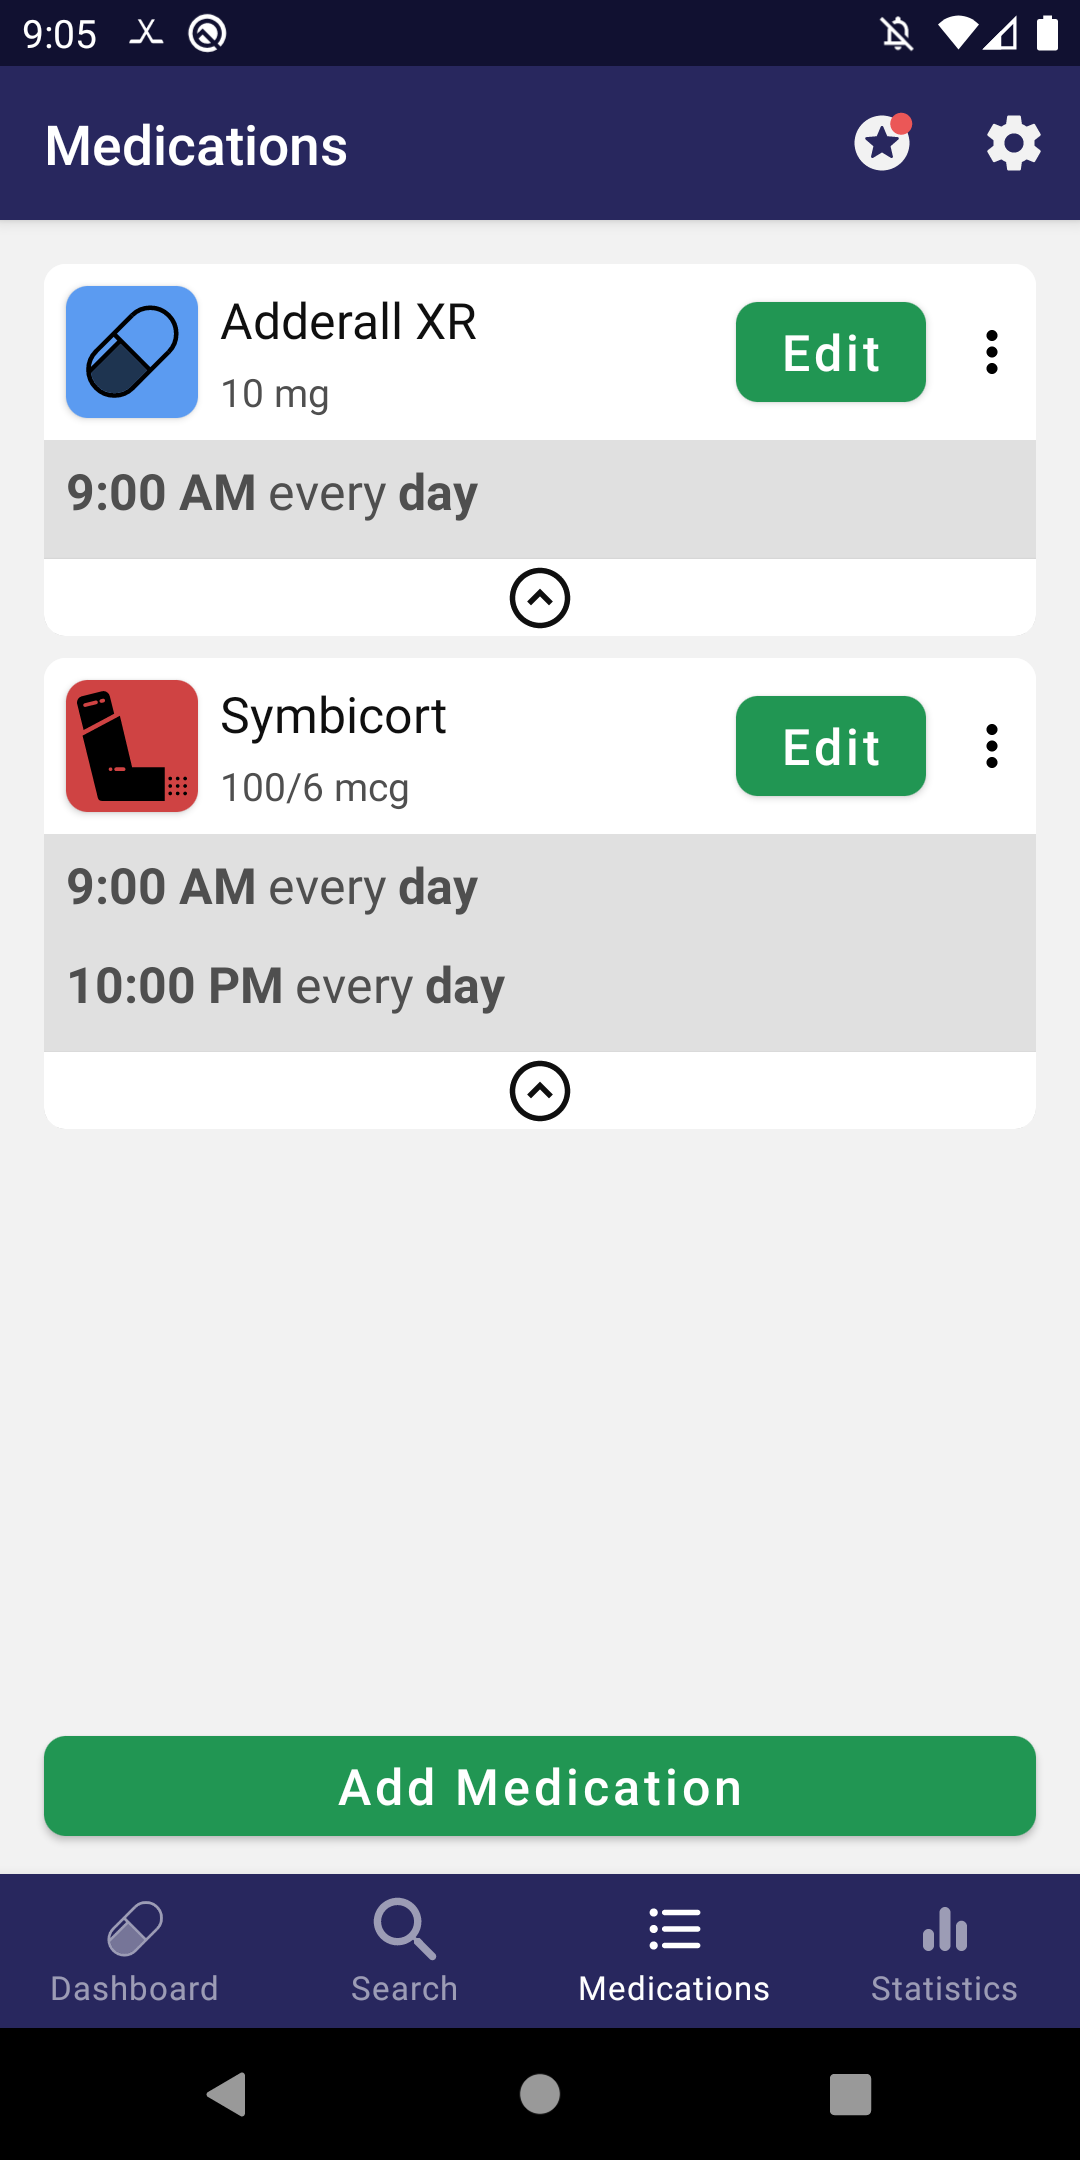 9:05
Medications
Adderall XR
Edit
10 mg
9:00 AM every day
Symbicort
Edit
100/6 mcg
9:00 AM every day
10:00 PM every day
Add Medication
Dashboard
Search
Medications
Statistics